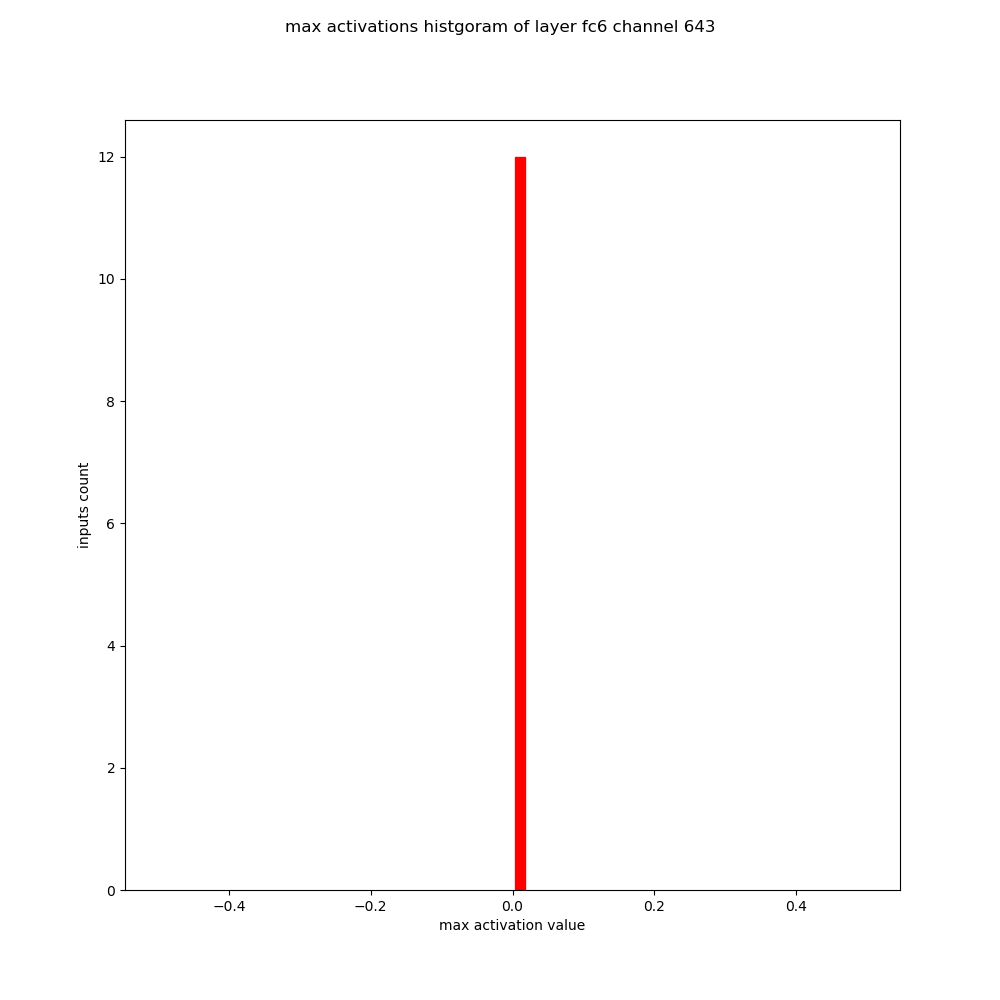 max activations histgoram of layer fc6 channel 643
12
10
8
6
4
2
0
inputs count
−0.4 −0.2 0.0 0.2 0.4
max activation value